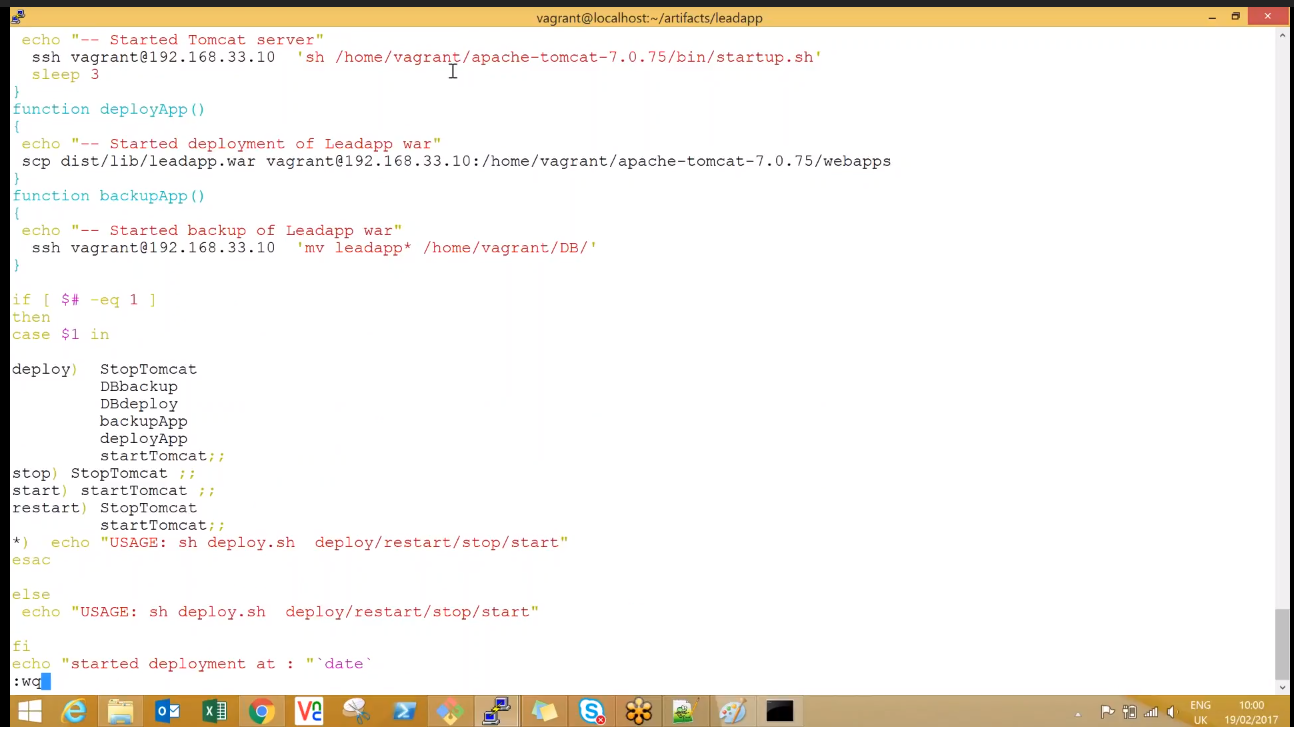 vagrant@localhost:~/artifacts/leadapp
echo "-- Started Tomcat server"
ssh vagrant@192.168.33.10 'sh /home/vagrant/apache-tomcat-7.0.75/bin/startup.sh'
sleep 3
}
function deployApp()
{
echo "-- Started deployment of Leadapp war"
scp dist/lib/leadapp.war vagrant@192.168.33.10:/home/vagrant/apache-tomcat-7.0.75/webapps
}
function backupApp()
{
echo "-- Started backup of Leadapp war"
ssh vagrant@192.168.33.10 'mv leadapp* /home/vagrant/DB/'
}
if [ $# -eq 1 ]
then
case $1 in
deploy) StopTomcat
DBbackup
DBdeploy
backupApp
deployApp
startTomcat;;
stop) StopTomcat ;;
start) startTomcat ;;
restart) StopTomcat
startTomcat;;
*) echo "USAGE: sh deploy.sh deploy/restart/stop/start"
esac
else
echo "USAGE: sh deploy.sh deploy/restart/stop/start"
fi
echo "started deployment at : "`date`
:wq
ENG
UK
10:00
19/02/2017